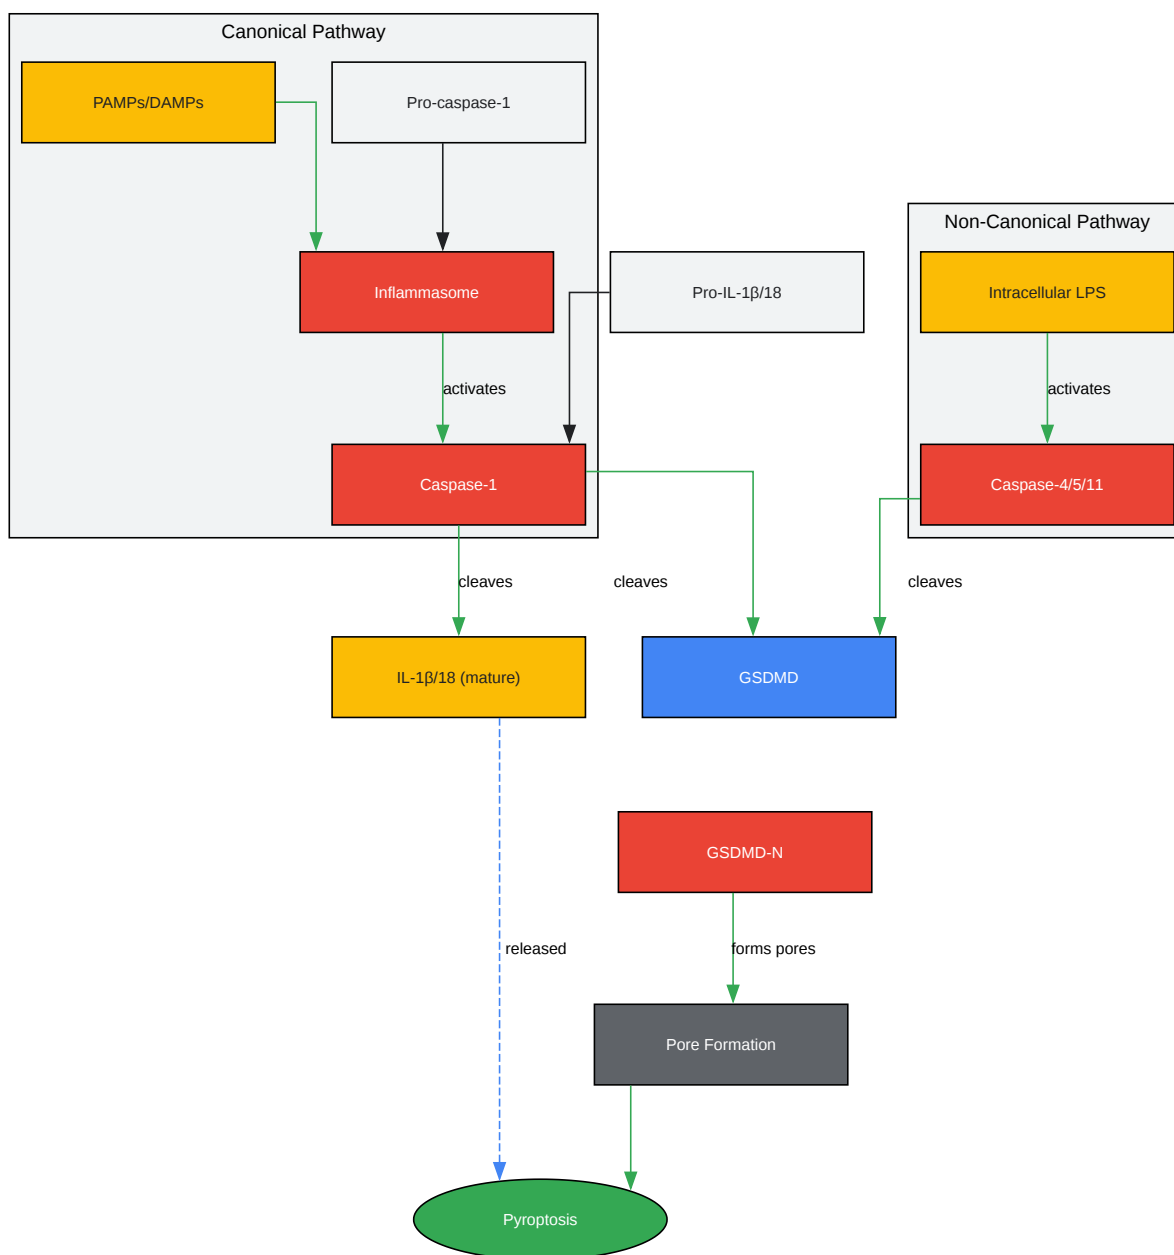 Canonical Pathway
PAMPs/DAMPs
Pro-caspase-1
Non-Canonical Pathway
Inflammasome
Pro-IL-1β/18
Intracellular LPS
activates
activates
Caspase-1
Caspase-4/5/11
cleaves
cleaves
cleaves
IL-1β/18 (mature)
GSDMD
GSDMD-N
released
forms pores
Pore Formation
Pyroptosis